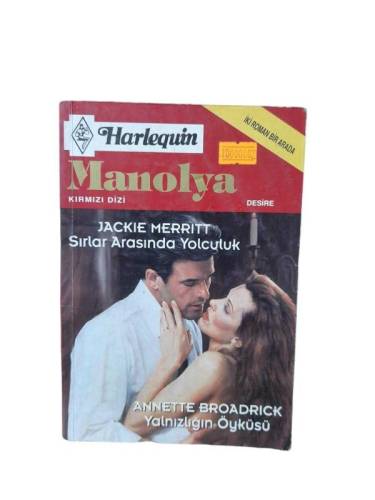 Harlequin
İKİ ROMAN BİR ARADA
Manolya
KIRMIZI DİZİ
DESIRE
JACKIE MERRITT
Sırlar Arasında Yolculuk
ANNETTE BROADRICK
Yalnızlığın Öyküsü